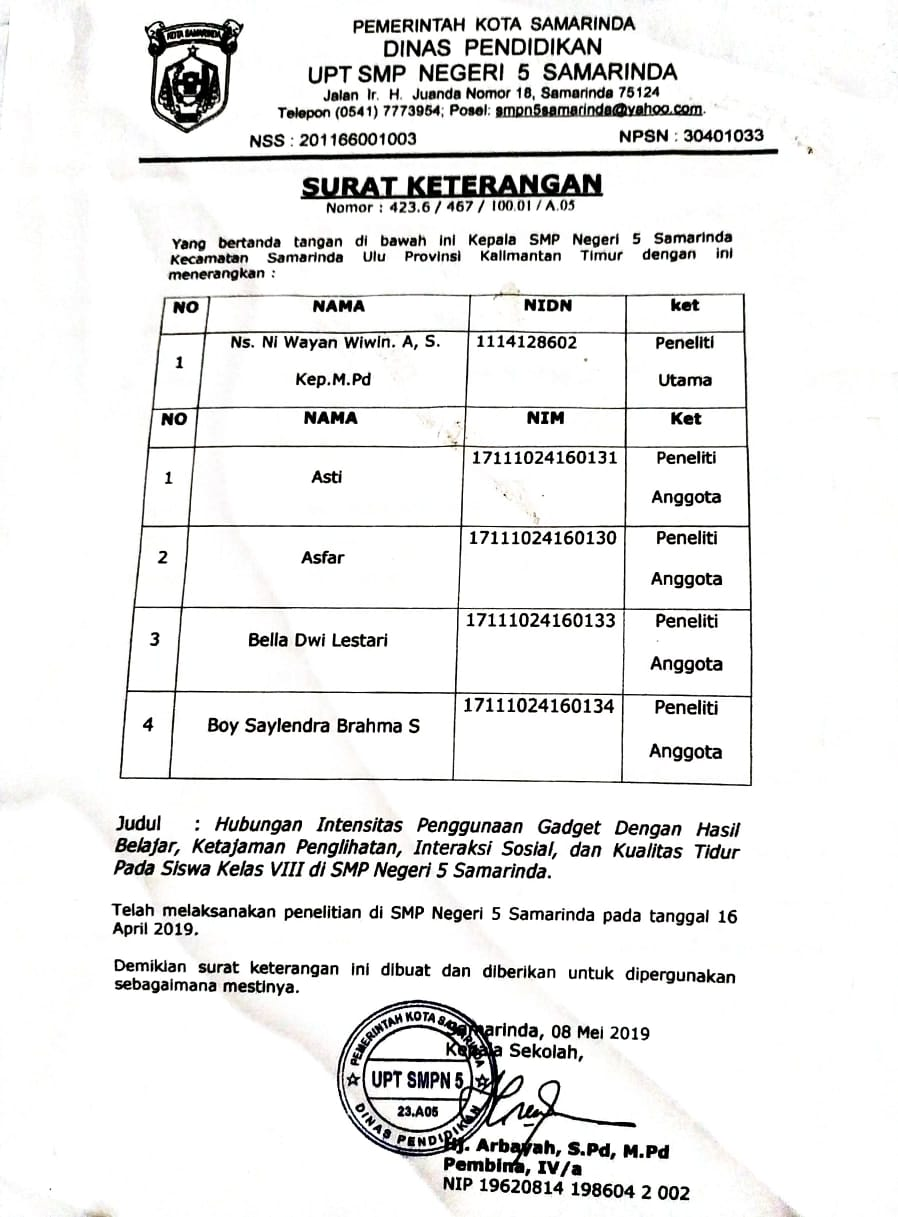 KOTA SAMARINDA
PEMERINTAH KOTA SAMARINDA
DINAS PENDIDIKAN
UPT SMP NEGERI 5 SAMARINDA
Jalan Ir. H. Juanda Nomor 18, Samarinda 75124
Telepon (0541) 7773954; Posel: smpn5samarinda@yahoo.com.
NSS : 201166001003 NPSN : 30401033
SURAT KETERANGAN
Nomor : 423.6 / 467 / 100.01 / A.05
Yang bertanda tangan di bawah ini Kepala SMP Negeri 5 Samarinda
Kecamatan Samarinda Ulu Provinsi Kalimantan Timur dengan ini
menerangkan :
NO NAMA NIDN ket
1 Ns. Ni Wayan Wiwin. A, S. 1114128602 Peneliti
Kep.M.Pd Utama
NO NAMA NIM Ket
1 Asti 17111024160131 Peneliti
Anggota
2 Asfar 17111024160130 Peneliti
Anggota
3 Bella Dwi Lestari 17111024160133 Peneliti
Anggota
4 Boy Saylendra Brahma S 17111024160134 Peneliti
Anggota
Judul : Hubungan Intensitas Penggunaan Gadget Dengan Hasil
Belajar, Ketajaman Penglihatan, Interaksi Sosial, dan Kualitas Tidur
Pada Siswa Kelas VIII di SMP Negeri 5 Samarinda.
Telah melaksanakan penelitian di SMP Negeri 5 Samarinda pada tanggal 16
April 2019.
Demikian surat keterangan ini dibuat dan diberikan untuk dipergunakan
sebagaimana mestinya.
Samarinda, 08 Mei 2019
Kepala Sekolah,
PEMERINTAH KOTA SAMARINDA
UPT SMPN 5
23.A05
DINAS PENDIDIKAN
Hj. Arbayah, S.Pd, M.Pd
Pembina, IV/a
NIP 19620814 198604 2 002